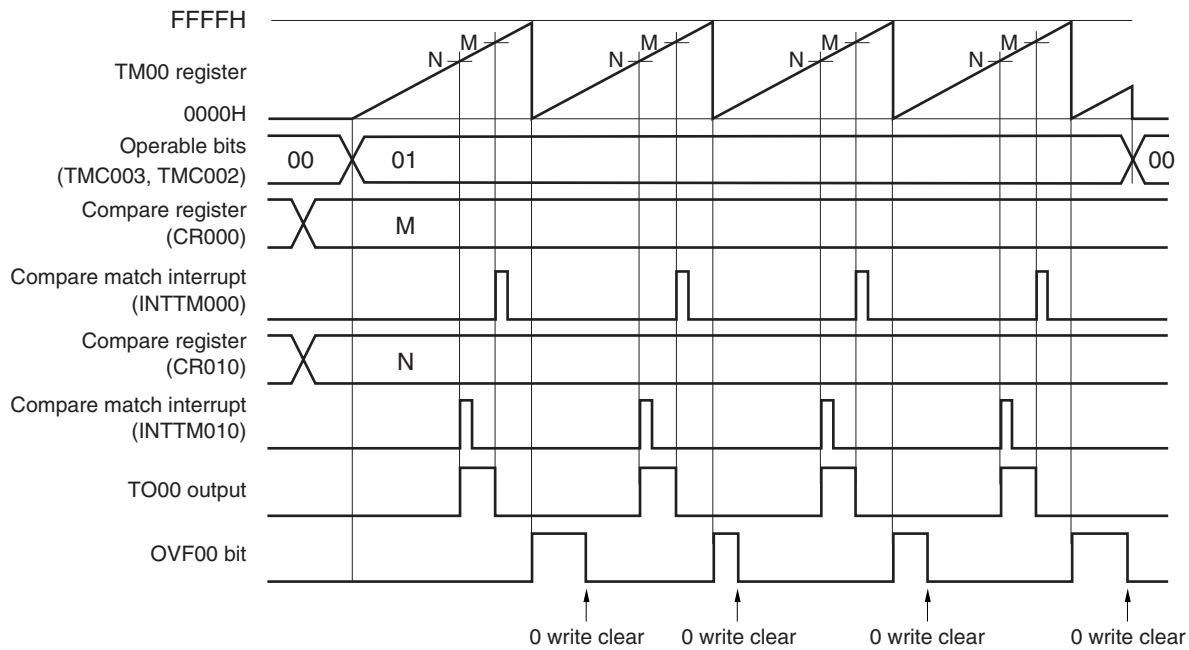 FFFFH
M M M M
N N N N
TM00 register
0000H
Operable bits
(TMC003, TMC002)
00 01 00
Compare register
(CR000)
M
Compare match interrupt
(INTTM000)
Compare register
(CR010)
N
Compare match interrupt
(INTTM010)
TO00 output
OVF00 bit
0 write clear 0 write clear 0 write clear 0 write clear